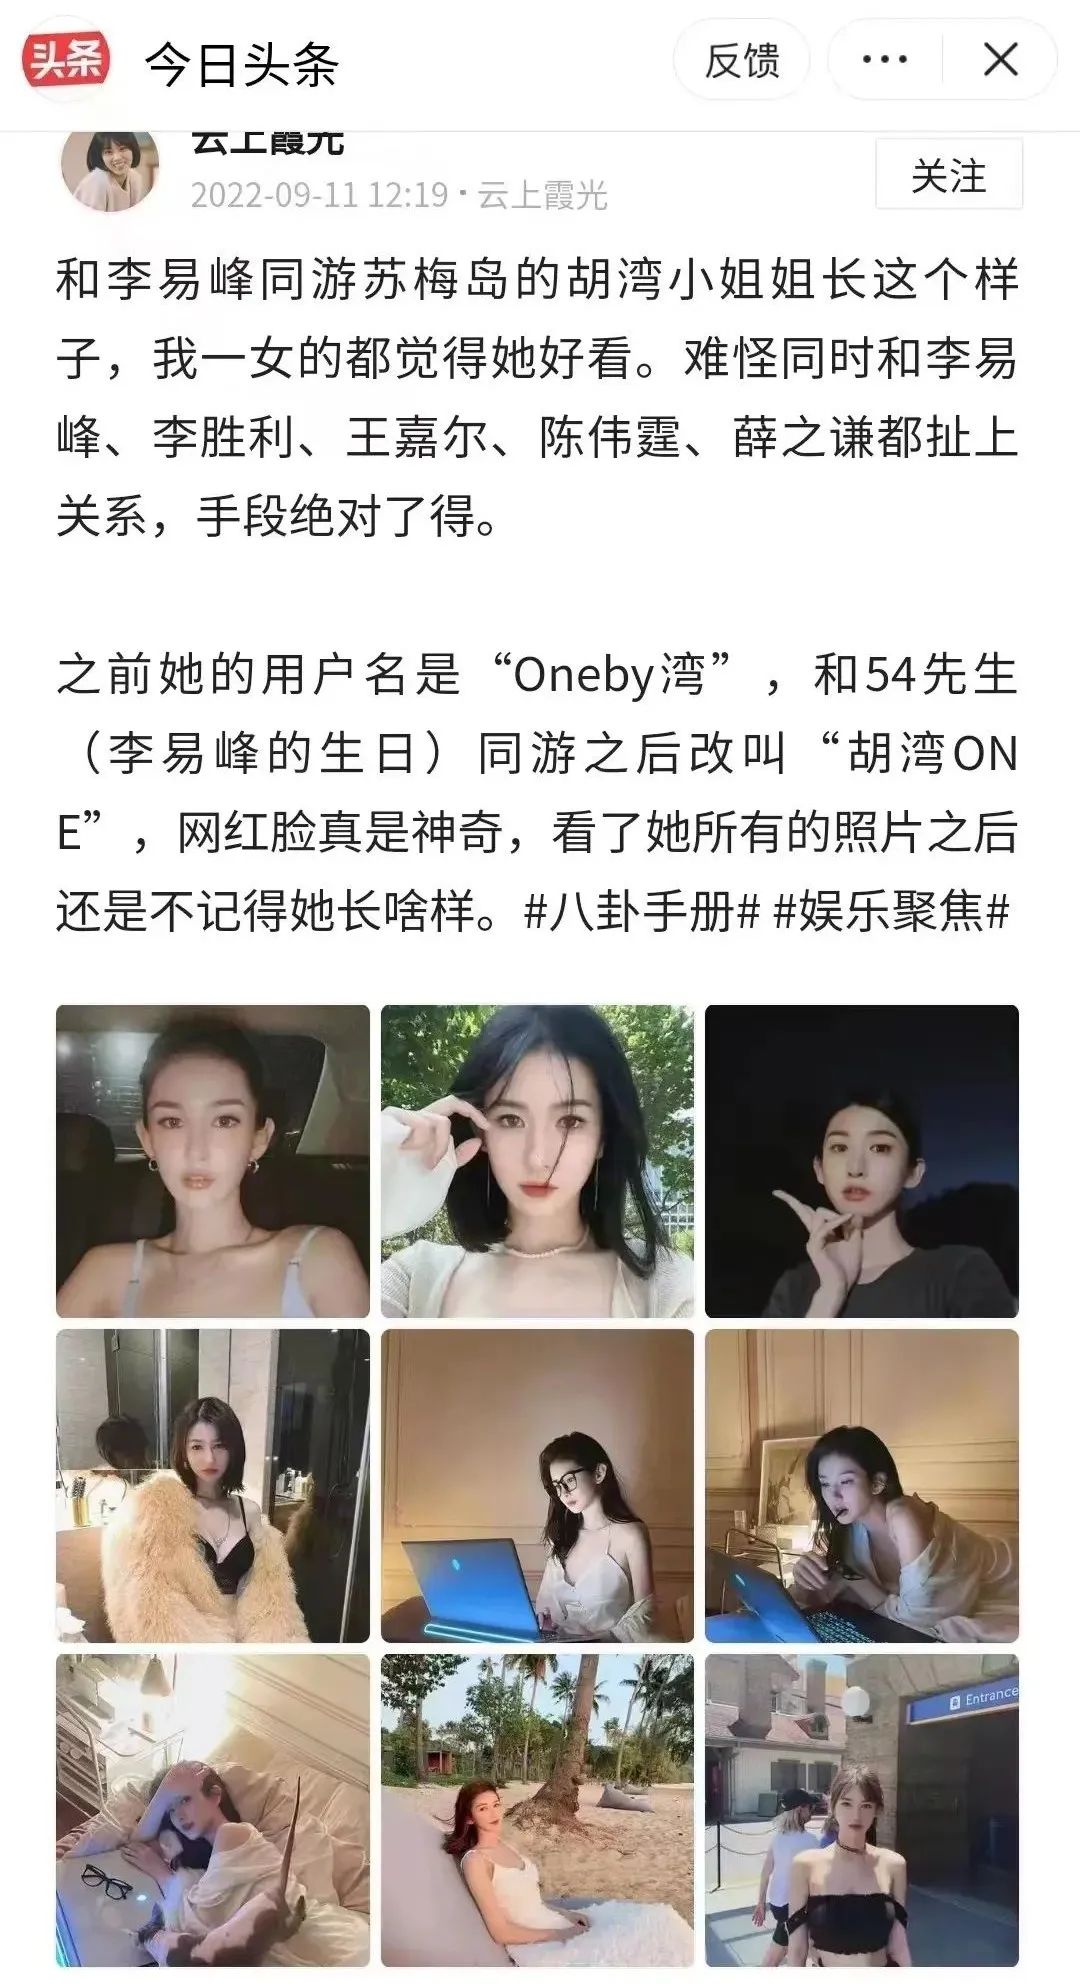 头条 今日头条 反馈
云上霞光
2022-09-11 12:19·云上霞光 关注
和李易峰同游苏梅岛的胡湾小姐姐长这个样
子，我一女的都觉得她好看。难怪同时和李易
峰、李胜利、王嘉尔、陈伟霆、薛之谦都扯上
关系，手段绝对了得。
之前她的用户名是“Oneby湾”，和54先生
（李易峰的生日）同游之后改叫“胡湾ON
E”，网红脸真是神奇，看了她所有的照片之后
还是不记得她长啥样。#八卦手册# #娱乐聚焦#
Entrance